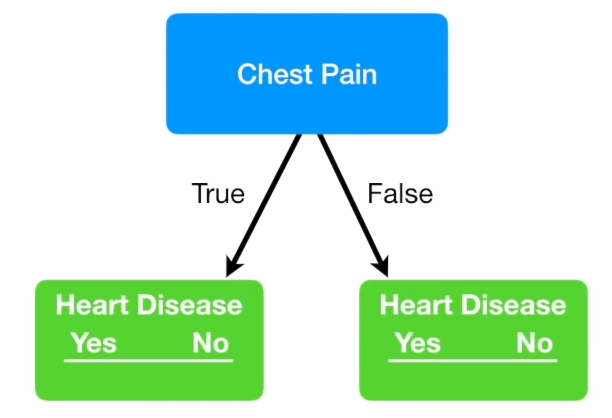 Chest Pain
True
False
Heart Disease
Yes No
Heart Disease
Yes No